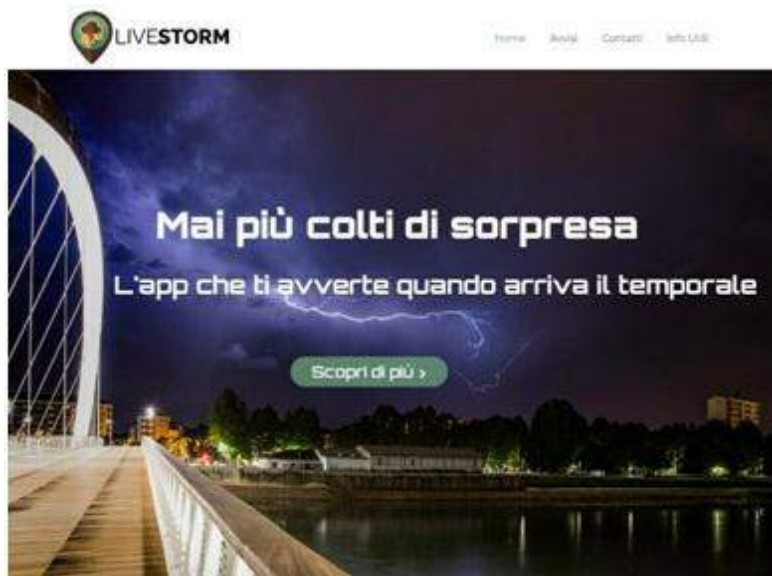 LIVESTORM
Home Avvisi Contatti Info Utili
Mai più colti di sorpresa
L'app che ti avverte quando arriva il temporale
Scopri di più >